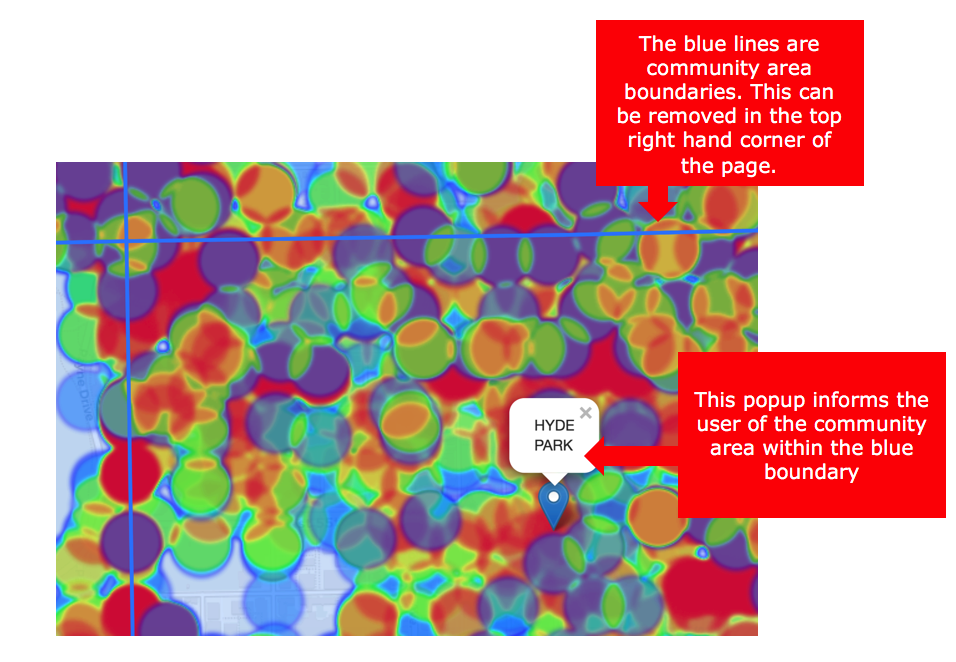 The blue lines are
community area
boundaries. This can
be removed in the top
right hand corner of
the page.
HYDE
PARK
This popup informs the
user of the community
area within the blue
boundary